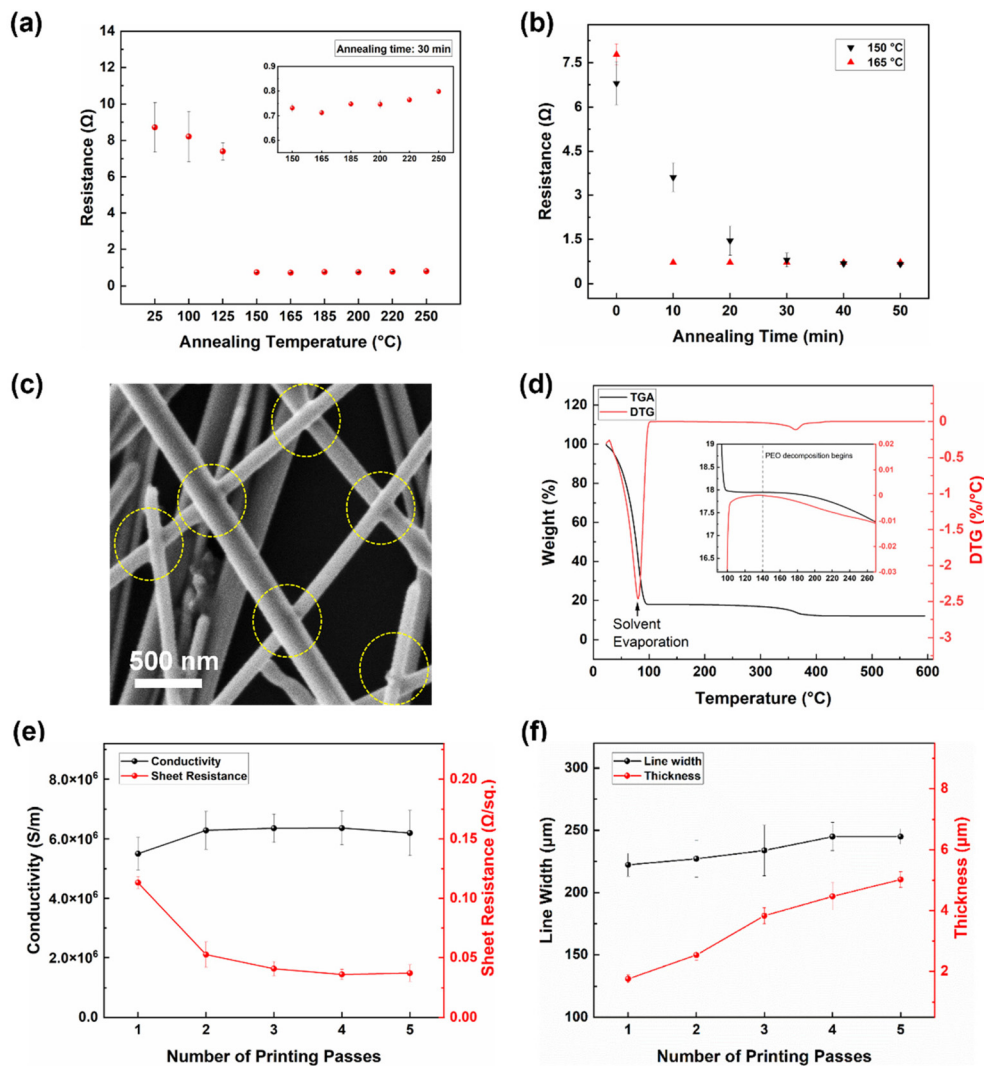 (a)
Annealing time: 30 min
Resistance (Ω)
14
12
10
8
6
4
2
0
0.9
0.8
0.7
0.6
150 165 185 200 220 250
25 100 125 150 165 185 200 220 250
Annealing Temperature (°C)
(b)
150 °C
165 °C
Resistance (Ω)
7.5
6.0
4.5
3.0
1.5
0
0 10 20 30 40 50
Annealing Time (min)
(c)
500 nm
(d)
TGA
DTG
Weight (%)
120
100
80
60
40
20
0
DTG (%/°C)
0
-0.5
-1
-1.5
-2
-2.5
-3
PEO decomposition begins
19
18.5
18
17.5
17
16.5
0.02
0.01
0
-0.01
-0.02
-0.03
100 120 140 160 180 200 220 240 260
Solvent
Evaporation
0 100 200 300 400 500 600
Temperature (°C)
(e)
Conductivity
Sheet Resistance
Conductivity (S/m)
8.0×10⁶
6.0×10⁶
4.0×10⁶
2.0×10⁶
0.0
Sheet Resistance (Ω/sq.)
0.20
0.15
0.10
0.05
0.00
1 2 3 4 5
Number of Printing Passes
(f)
Line width
Thickness
Line Width (μm)
300
250
200
150
100
Thickness (μm)
8
6
4
2
1 2 3 4 5
Number of Printing Passes